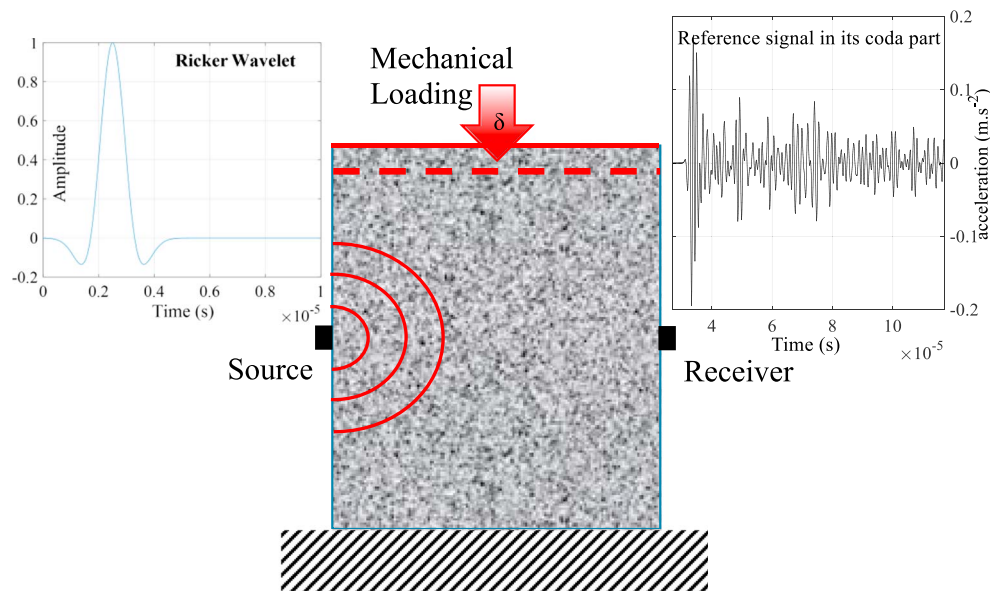 Ricker Wavelet
Amplitude
1
0.8
0.6
0.4
0.2
0
-0.2
0
0.2
0.4
0.6
0.8
1
Time (s)
×10⁻⁵
Mechanical
Loading
δ
Source
Receiver
Reference signal in its coda part
0.2
0.1
0
-0.1
-0.2
acceleration (m.s⁻²)
4
6
8
10
Time (s)
×10⁻⁵